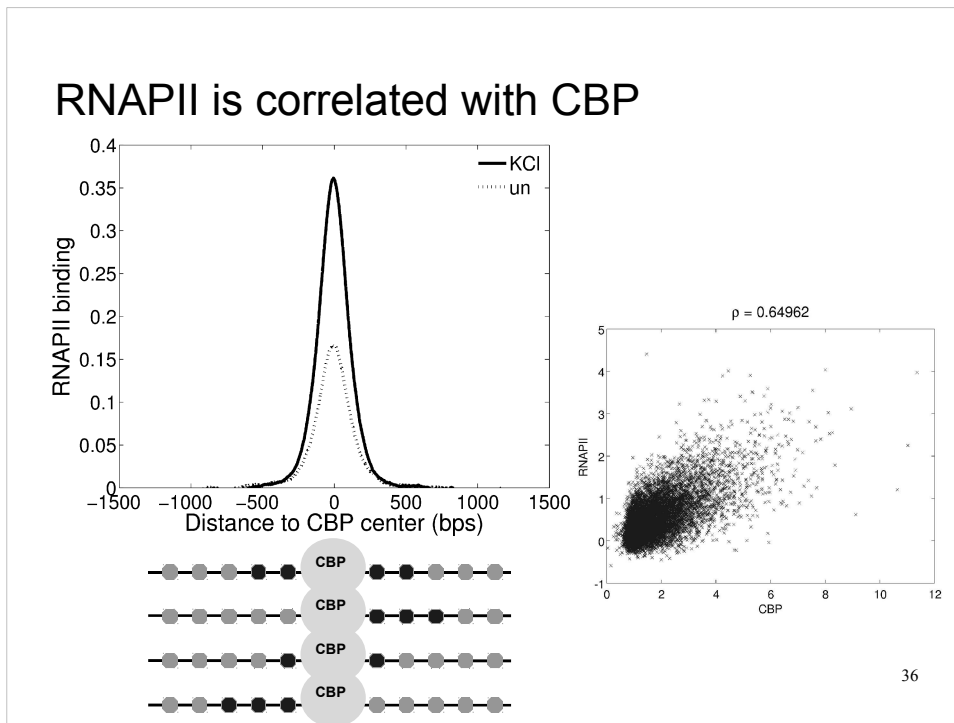 RNAPII is correlated with CBP
0.4
0.35
0.3
0.25
0.2
0.15
0.1
0.05
0
RNAPII binding
KCl
un
−1500 −1000 −500 0 500 1000 1500
Distance to CBP center (bps)
ρ = 0.64962
5
4
3
2
1
0
-1
RNAPII
0 2 4 6 8 10 12
CBP
CBP
CBP
CBP
CBP
36